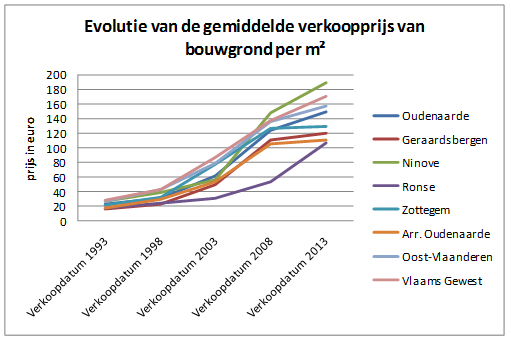 Evolutie van de gemiddelde verkoopprijs van
bouwgrond per m²
prijs in euro
200
180
160
140
120
100
80
60
40
20
0
Verkoopdatum 1993
Verkoopdatum 1998
Verkoopdatum 2003
Verkoopdatum 2008
Verkoopdatum 2013
Oudenaarde
Geraardsbergen
Ninove
Ronse
Zottegem
Arr. Oudenaarde
Oost-Vlaanderen
Vlaams Gewest